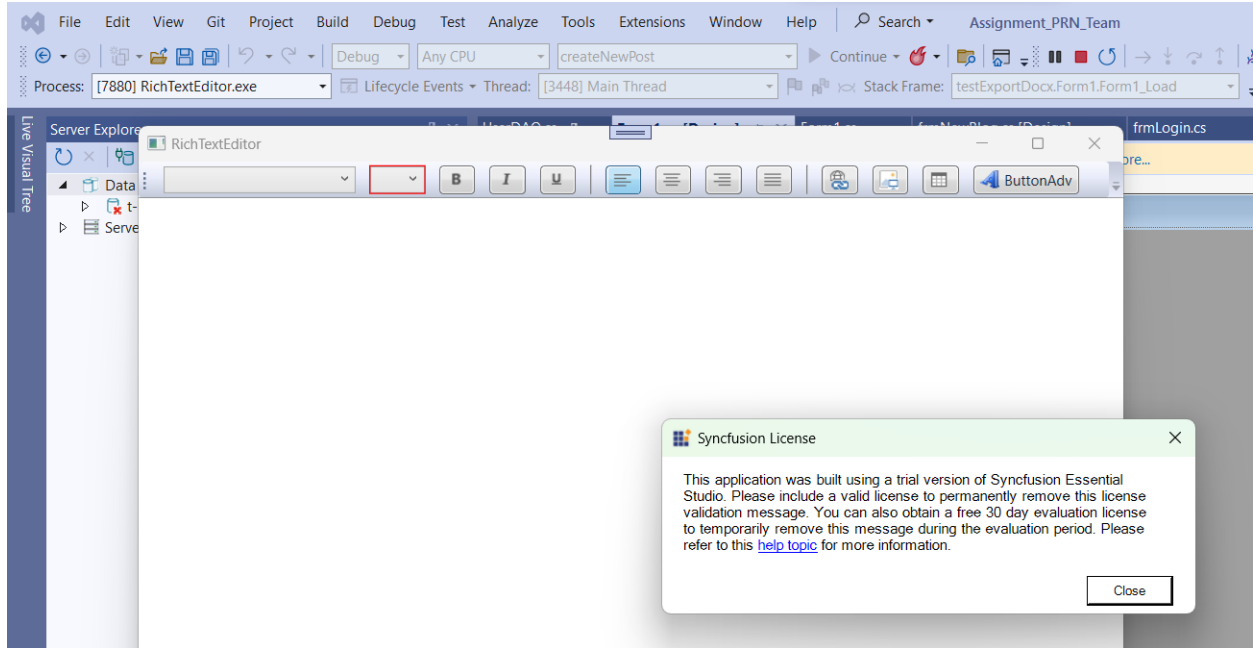 File Edit View Git Project Build Debug Test Analyze Tools Extensions Window Help Search Assignment_PRN_Team
Debug Any CPU createNewPost Continue
Process: [7880] RichTextEditor.exe Lifecycle Events Thread: [3448] Main Thread Stack Frame: testExportDocx.Form1.Form1_Load
Live Visual Tree
Server Explore
frmLogin.cs
RichTextEditor
ore...
B I U ButtonAdv
Data
t-
Serve
Syncfusion License
This application was built using a trial version of Syncfusion Essential
Studio. Please include a valid license to permanently remove this license
validation message. You can also obtain a free 30 day evaluation license
to temporarily remove this message during the evaluation period. Please
refer to this help topic for more information.
Close